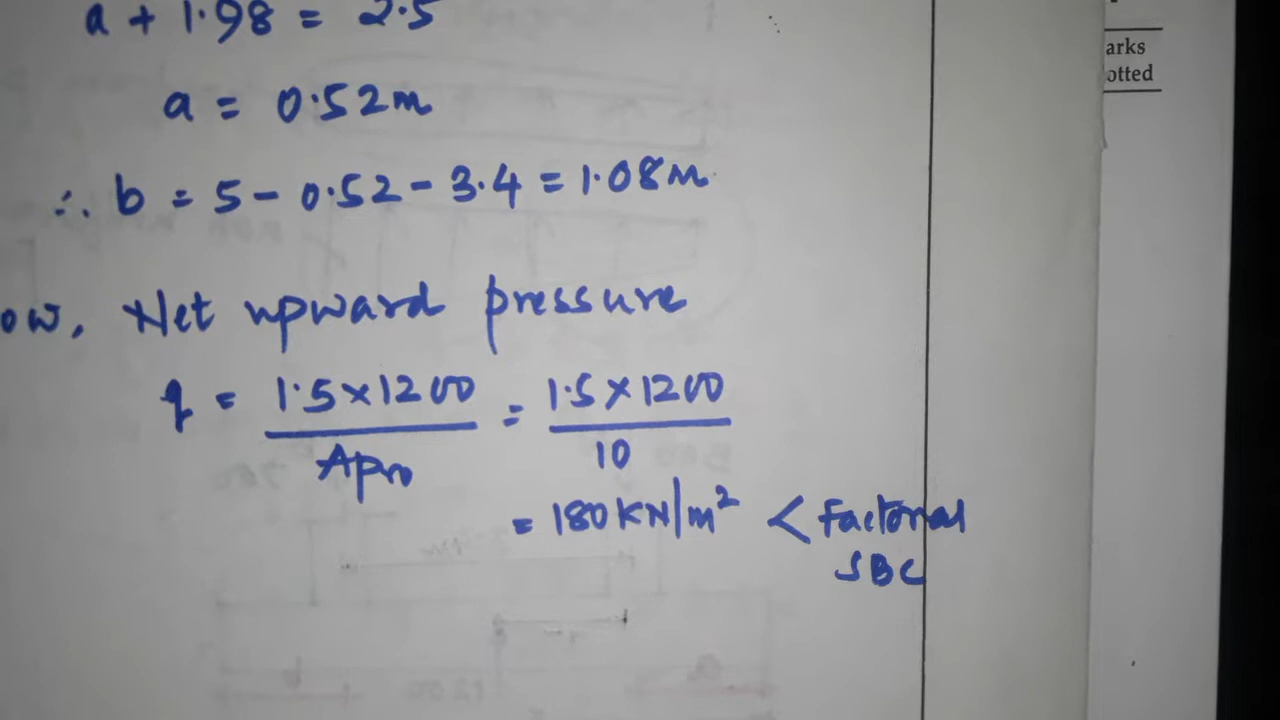 a + 1.98 = 2.5
a = 0.52m
∴ b = 5 - 0.52 - 3.4 = 1.08m
ow, Net upward pressure
q = 1.5×1200 / Apro = 1.5×1200 / 10
= 180 KN/m² < Factorial
SBC
arks
otted